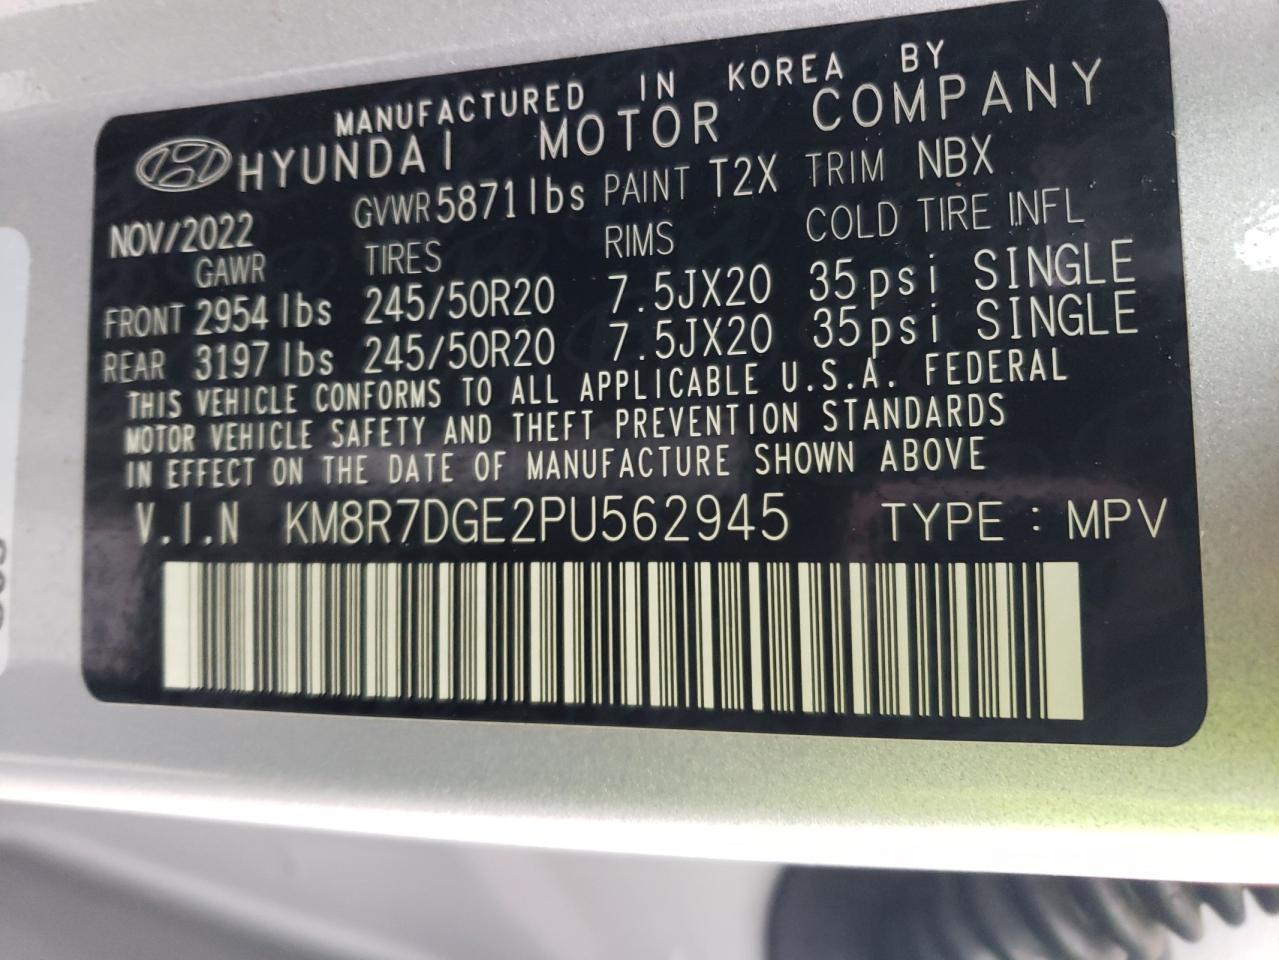 MANUFACTURED IN KOREA BY
HYUNDAI MOTOR COMPANY
NOV/2022 GVWR 5871 lbs PAINT T2X TRIM NBX
GAWR TIRES RIMS COLD TIRE INFL
FRONT 2954 lbs 245/50R20 7.5JX20 35psi SINGLE
REAR 3197 lbs 245/50R20 7.5JX20 35psi SINGLE
THIS VEHICLE CONFORMS TO ALL APPLICABLE U.S.A. FEDERAL
MOTOR VEHICLE SAFETY AND THEFT PREVENTION STANDARDS
IN EFFECT ON THE DATE OF MANUFACTURE SHOWN ABOVE
V.I.N KM8R7DGE2PU562945 TYPE : MPV